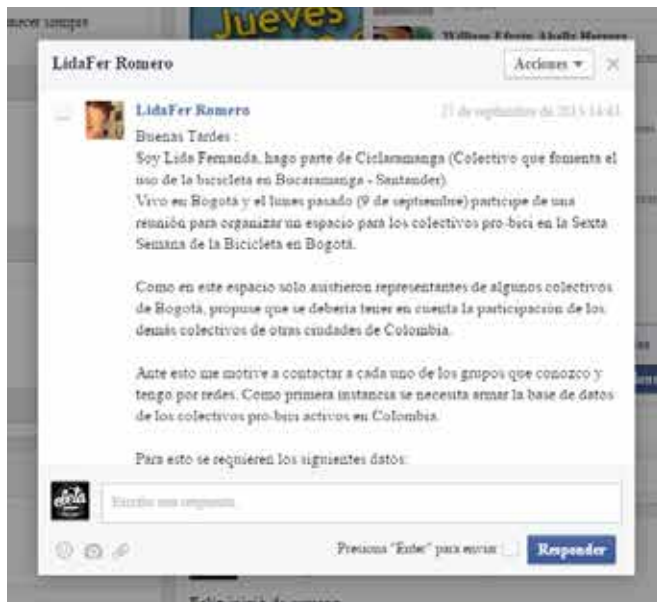 Jueves
LidaFer Romero
Acciones
LidaFer Romero
de septiembre de 2013 14:43
Buenas Tardes :
Soy Lida Fernanda, hago parte de Ciclaramanga (Colectivo que fomenta el
uso de la bicicleta en Bucaramanga - Santander).
Vivo en Bogotá y el lunes pasado (9 de septiembre) participe de una
reunión para organizar un espacio para los colectivos pro-bici en la Sexta
Semana de la Bicicleta en Bogotá.
Como en este espacio solo asistieron representantes de algunos colectivos
de Bogotá, propuse que se debería tener en cuenta la participación de los
demás colectivos de otras ciudades de Colombia.
Ante esto me motive a contactar a cada uno de los grupos que conozco y
tengo por redes. Como primera instancia se necesita armar la base de datos
de los colectivos pro-bici activos en Colombia.
Para esto se requieren los siguientes datos:
Escribe una respuesta
Presiona "Enter" para enviar
Responder